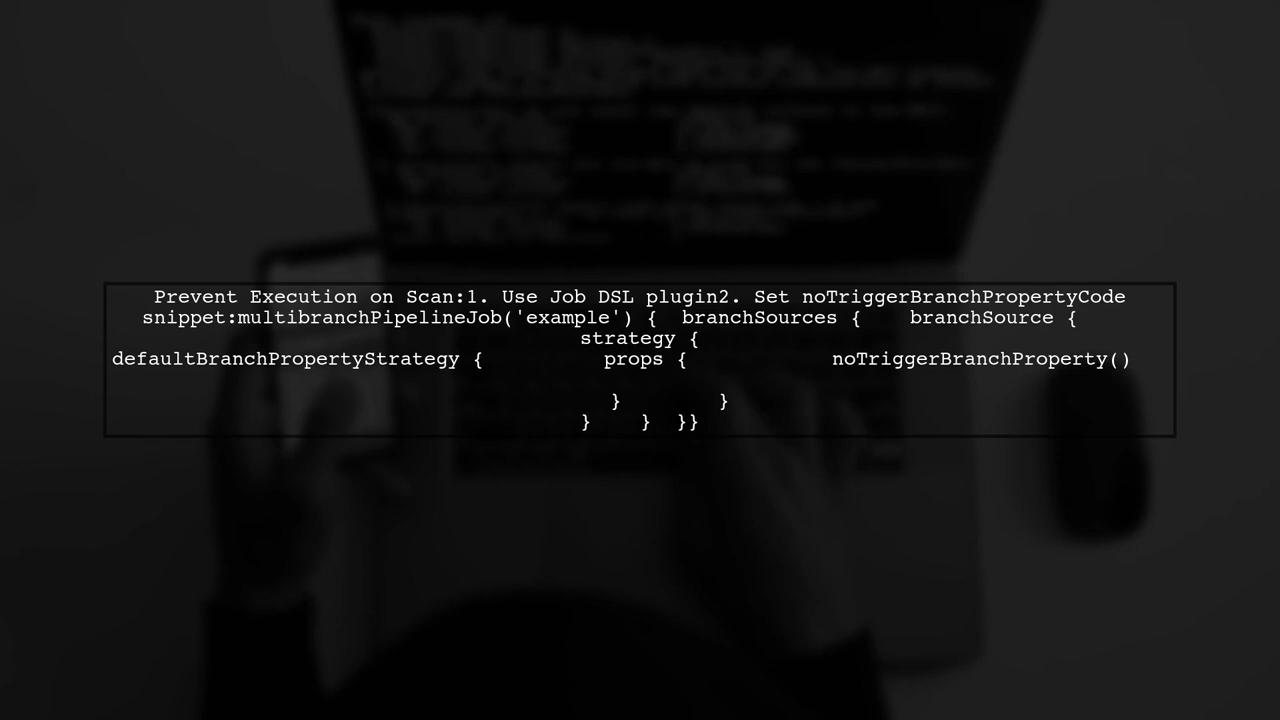 Prevent Execution on Scan:1. Use Job DSL plugin2. Set noTriggerBranchPropertyCode
snippet:multibranchPipelineJob('example') {  branchSources {    branchSource {
strategy {
defaultBranchPropertyStrategy {          props {            noTriggerBranchProperty()
}        }
}    }  }}